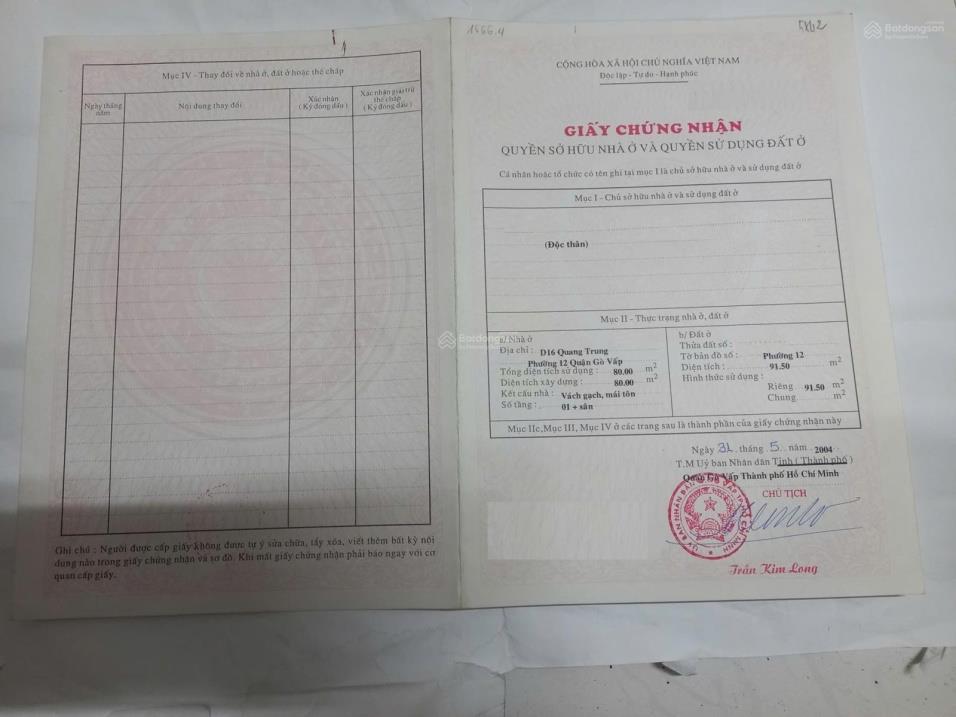 Mục IV - Thay đổi về nhà ở, đất ở hoặc thế chấp
Ngày tháng năm
Nội dung thay đổi
Xác nhận
( Ký đóng dấu )
Xác nhận giải trừ thế chấp
( Ký đóng dấu )
Ghi chú : Người được cấp giấy không được tự ý sửa chữa, tẩy xóa, viết thêm bất kỳ nội
dung nào trong giấy chứng nhận và sơ đồ. Khi mất giấy chứng nhận phải báo ngay với cơ
quan cấp giấy.
1566.4
Batdongsan
CỘNG HÒA XÃ HỘI CHỦ NGHĨA VIỆT NAM
Độc lập - Tự do - Hạnh phúc
GIẤY CHỨNG NHẬN
QUYỀN SỞ HỮU NHÀ Ở VÀ QUYỀN SỬ DỤNG ĐẤT Ở
Cá nhân hoặc tổ chức có tên ghi tại mục I là chủ sở hữu nhà ở và sử dụng đất ở
Mục I - Chủ sở hữu nhà ở và sử dụng đất ở
(Độc thân)
Mục II - Thực trạng nhà ở, đất ở
a/ Nhà ở
Địa chỉ : D16 Quang Trung
Phường 12 Quận Gò Vấp
Tổng diện tích sử dụng : 80.00 m2
Diện tích xây dựng : 80.00 m2
Kết cấu nhà : Vách gạch, mái tôn
Số tầng : 01 + sân
b/ Đất ở
Thửa đất số :
Tờ bản đồ số : Phường 12
Diện tích : 91.50 m2
Hình thức sử dụng :
Riêng 91.50 m2
Chung m2
Mục IIc,Mục III, Mục IV ở các trang sau là thành phần của giấy chứng nhận này
Ngày 31 tháng 5 năm 2004
T.M Uỷ ban Nhân dân Tỉnh ( Thành phố )
Quận Gò Vấp Thành phố Hồ Chí Minh
CHỦ TỊCH
Trần Kim Long
Batdongsan